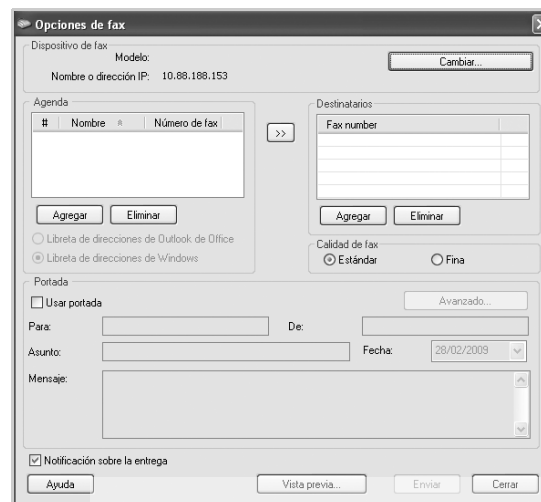 Opciones de fax
Dispositivo de fax
Modelo:
Cambiar...
Nombre o dirección IP: 10.88.188.153
Agenda
# Nombre Número de fax
Agregar Eliminar
Libreta de direcciones de Outlook de Office
Libreta de direcciones de Windows
>>
Destinatarios
Fax number
Agregar Eliminar
Calidad de fax
Estándar Fina
Portada
Usar portada Avanzado...
Para: De:
Asunto: Fecha: 28/02/2009
Mensaje:
Notificación sobre la entrega
Ayuda Vista previa... Enviar Cerrar